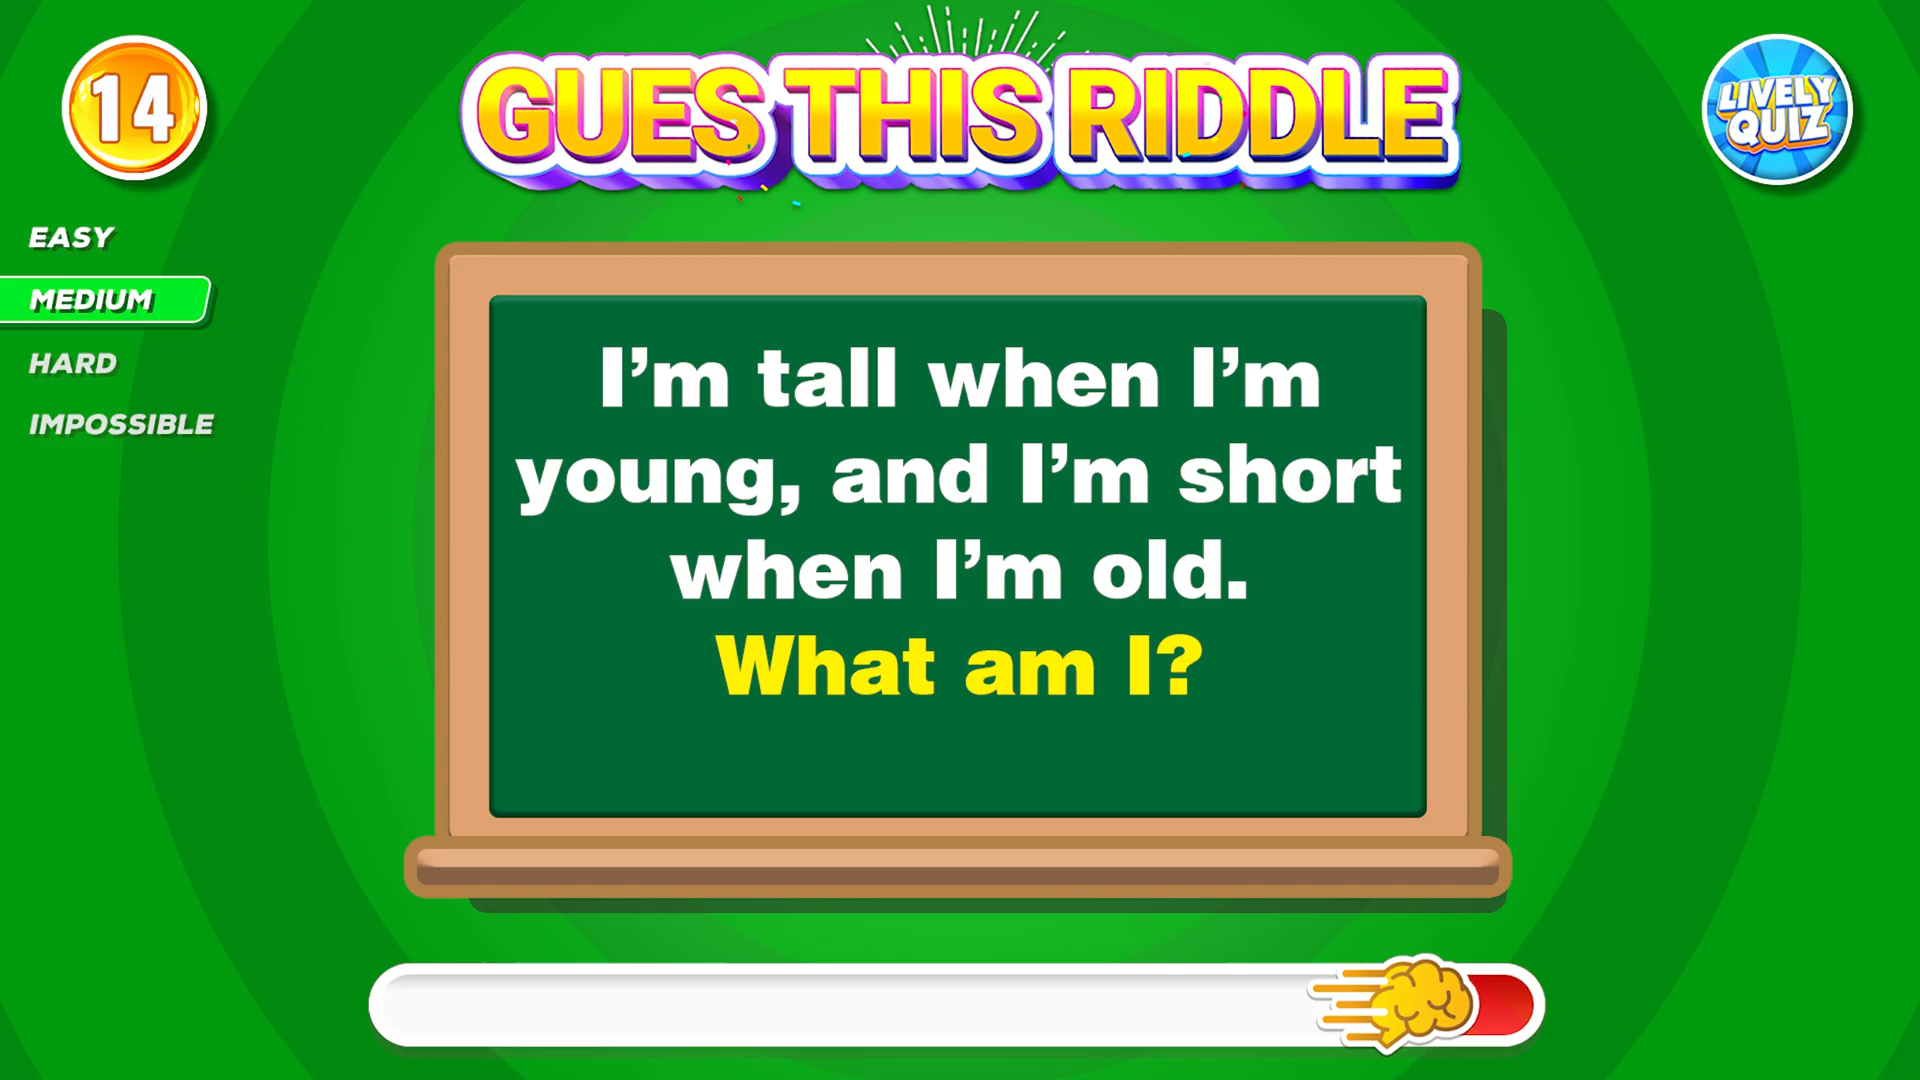 14
GUES THIS RIDDLE
LIVELY
QUIZ
EASY
MEDIUM
HARD
IMPOSSIBLE
I’m tall when I’m
young, and I’m short
when I’m old.
What am I?